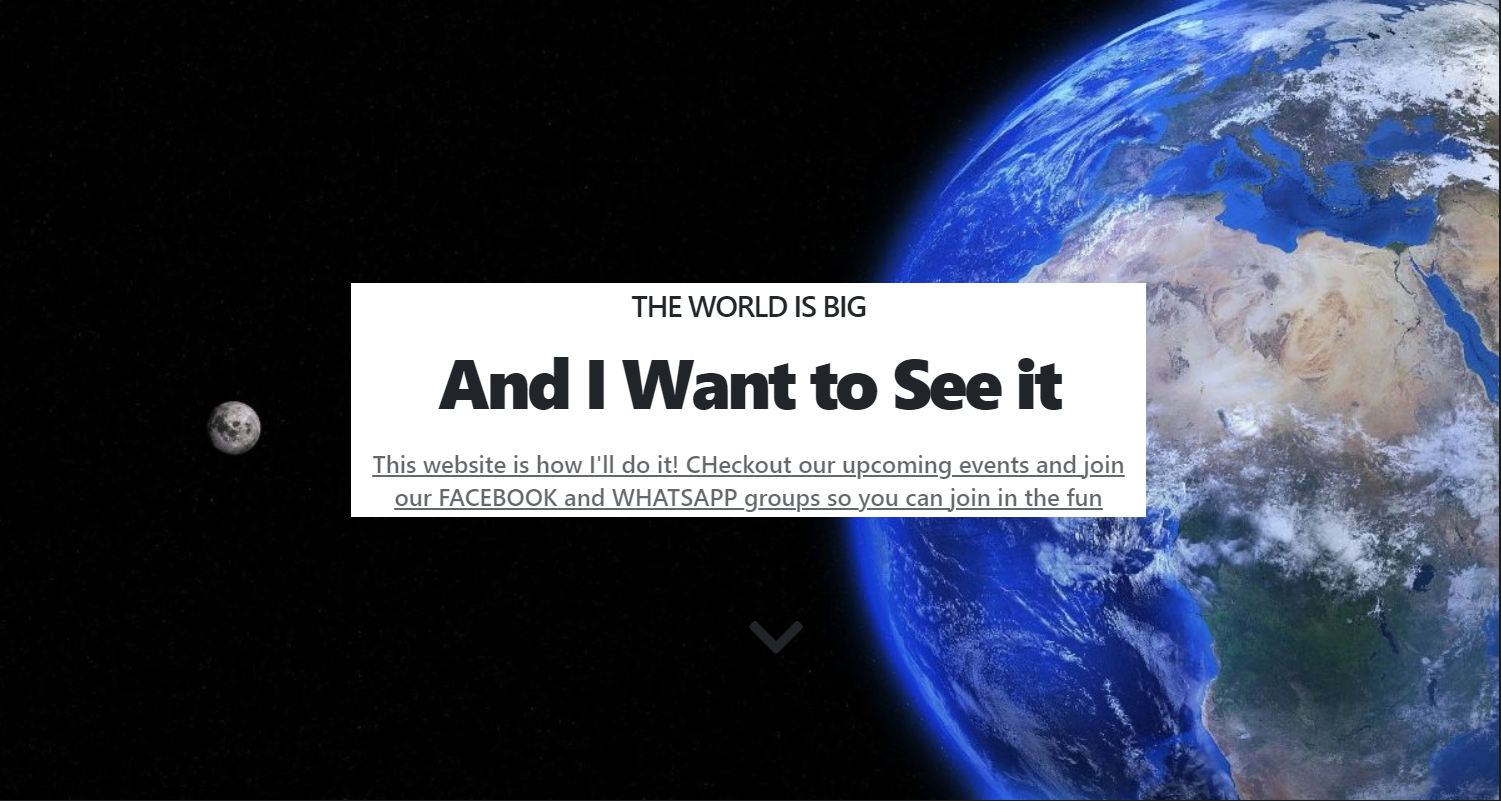 THE WORLD IS BIG
And I Want to See it
This website is how I'll do it! CHeckout our upcoming events and join
our FACEBOOK and WHATSAPP groups so you can join in the fun